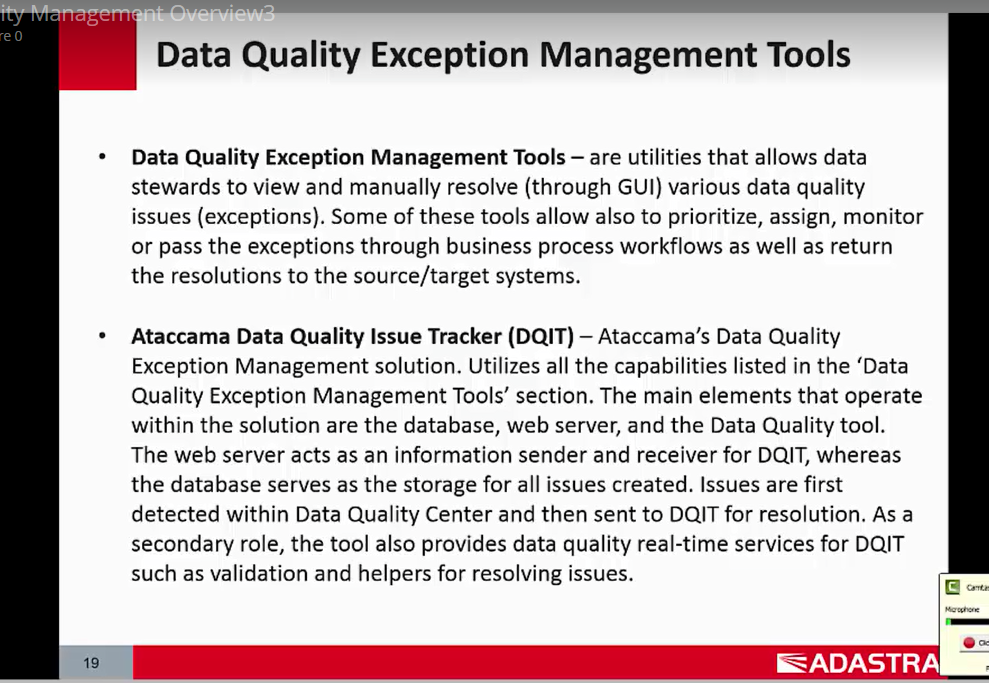 ity Management Overview3
re 0
Data Quality Exception Management Tools
• Data Quality Exception Management Tools – are utilities that allows data
stewards to view and manually resolve (through GUI) various data quality
issues (exceptions). Some of these tools allow also to prioritize, assign, monitor
or pass the exceptions through business process workflows as well as return
the resolutions to the source/target systems.
• Ataccama Data Quality Issue Tracker (DQIT) – Ataccama’s Data Quality
Exception Management solution. Utilizes all the capabilities listed in the ‘Data
Quality Exception Management Tools’ section. The main elements that operate
within the solution are the database, web server, and the Data Quality tool.
The web server acts as an information sender and receiver for DQIT, whereas
the database serves as the storage for all issues created. Issues are first
detected within Data Quality Center and then sent to DQIT for resolution. As a
secondary role, the tool also provides data quality real-time services for DQIT
such as validation and helpers for resolving issues.
Camtas
Microphone
19
ADASTRA